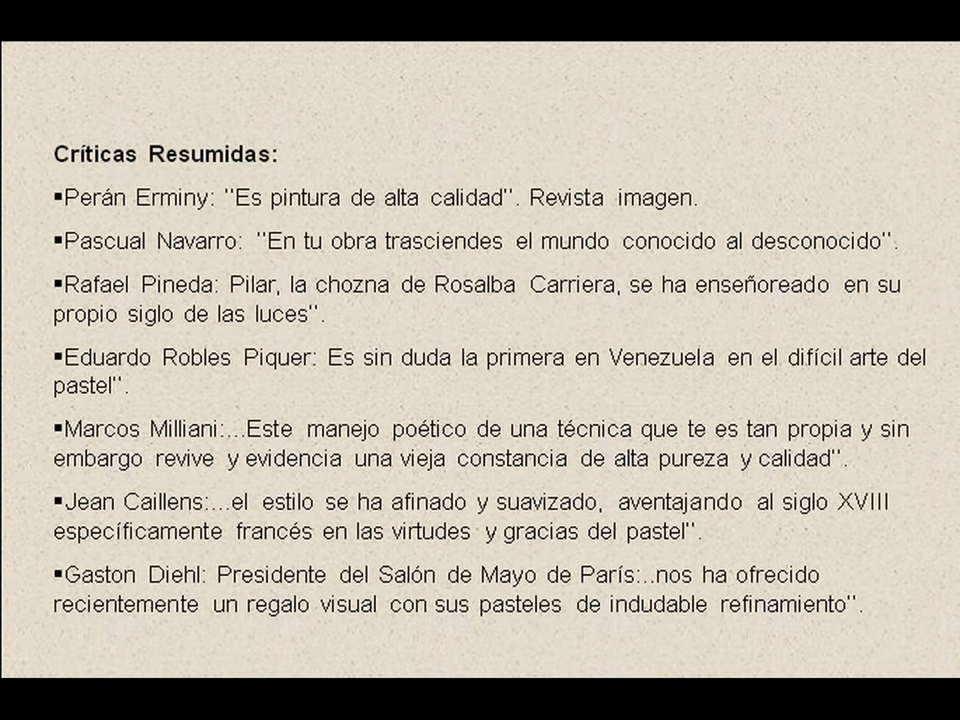 Críticas Resumidas:
▪Perán Erminy: "Es pintura de alta calidad". Revista imagen.
▪Pascual Navarro: "En tu obra trasciendes el mundo conocido al desconocido".
▪Rafael Pineda: Pilar, la chozna de Rosalba Carriera, se ha enseñoreado en su
propio siglo de las luces".
▪Eduardo Robles Piquer: Es sin duda la primera en Venezuela en el difícil arte del
pastel".
▪Marcos Milliani:...Este manejo poético de una técnica que te es tan propia y sin
embargo revive y evidencia una vieja constancia de alta pureza y calidad".
▪Jean Caillens:...el estilo se ha afinado y suavizado, aventajando al siglo XVIII
específicamente francés en las virtudes y gracias del pastel".
▪Gaston Diehl: Presidente del Salón de Mayo de París:..nos ha ofrecido
recientemente un regalo visual con sus pasteles de indudable refinamiento".